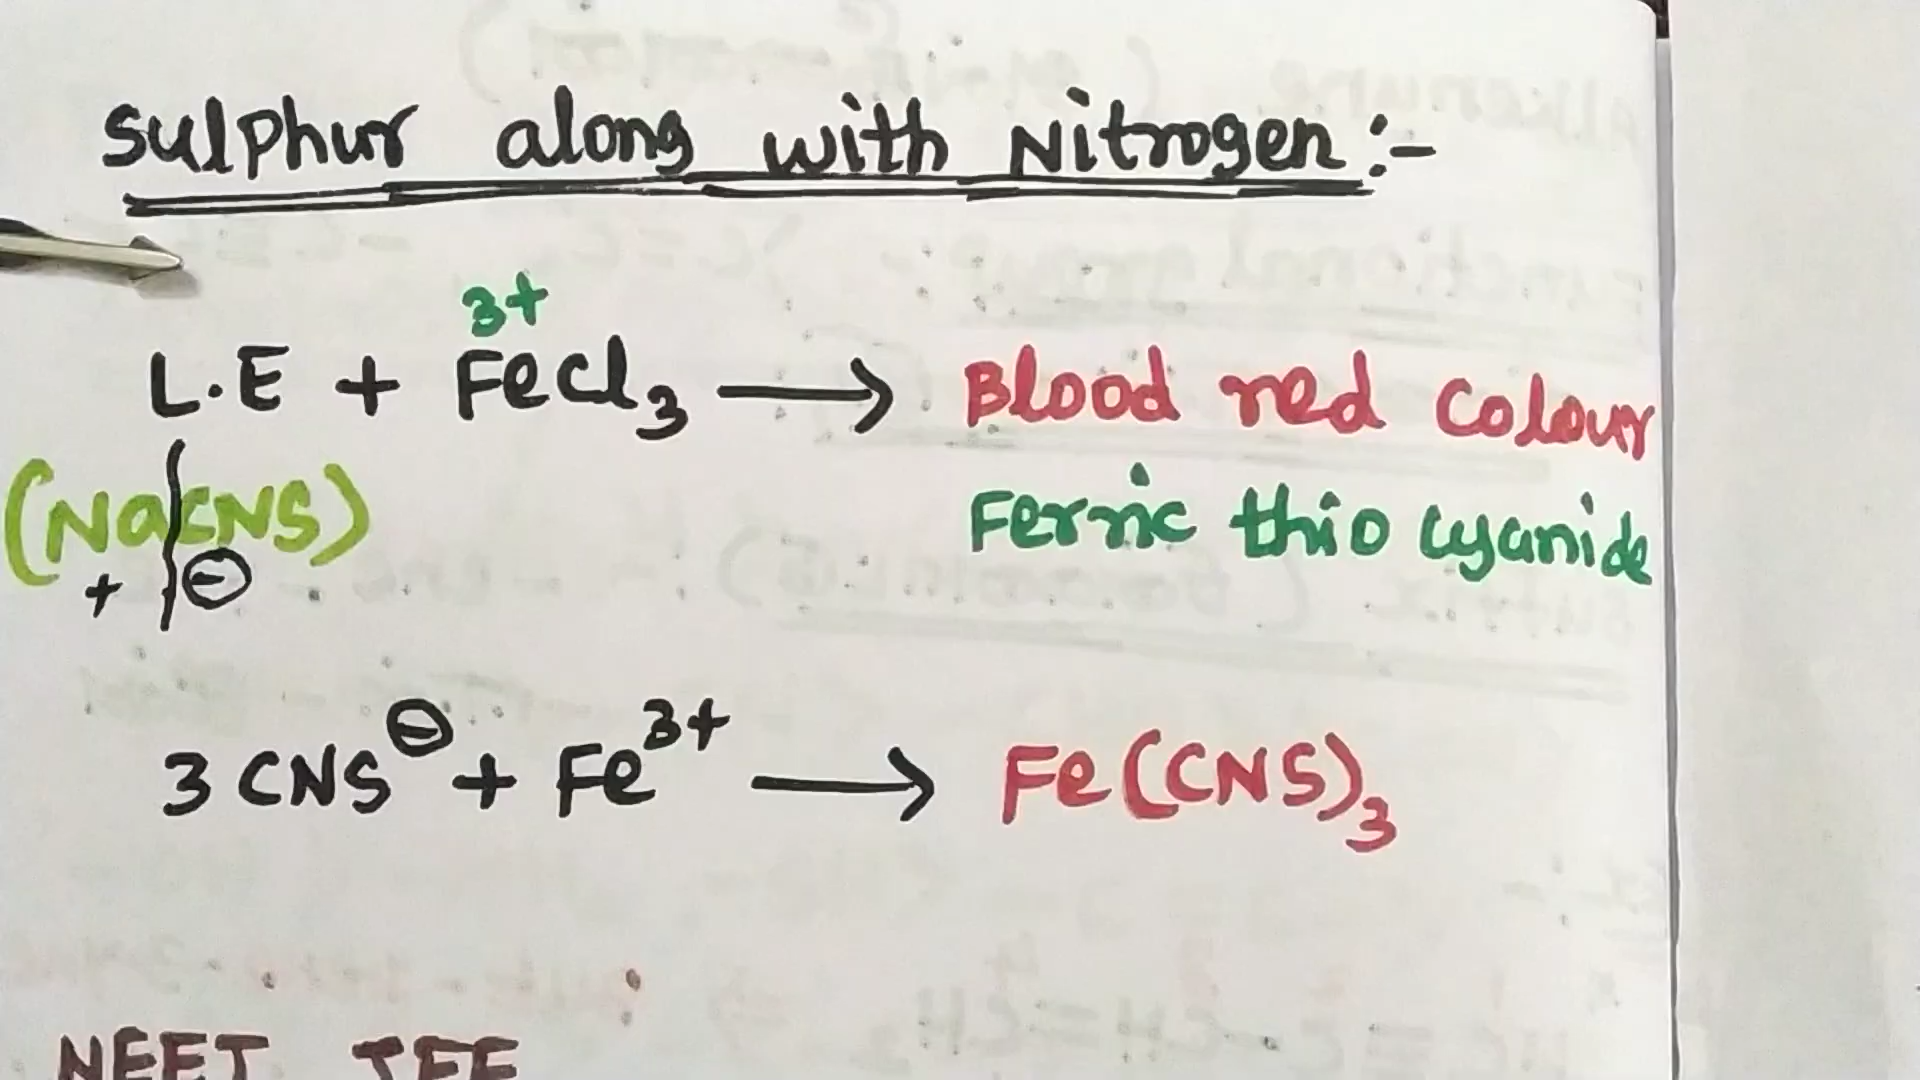 Sulphur along with Nitrogen:-
3+
L.E + FeCl3 → Blood red colour
(NaCNS) Ferric thio cyanide
+ ⊖
3 CNS⊖ + Fe3+ → Fe(CNS)3
NEET JEE